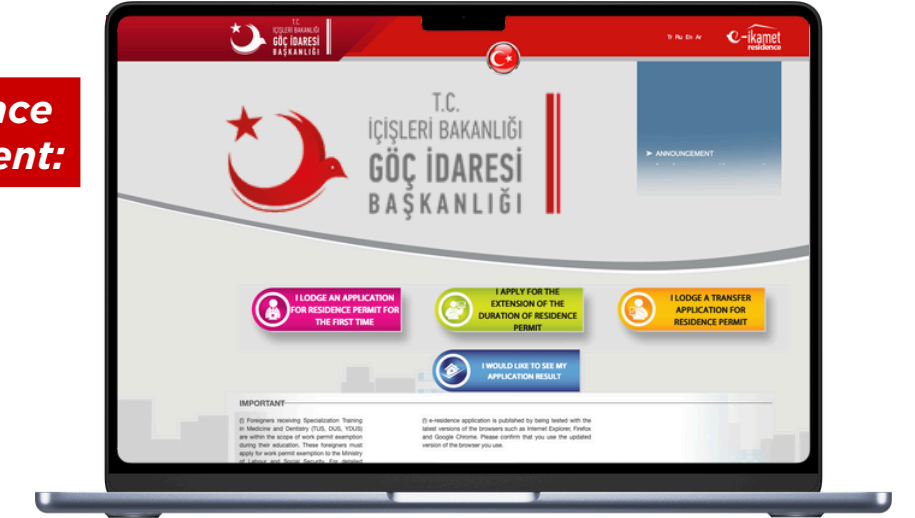 T.C.
İÇİŞLERİ BAKANLIĞI
GÖÇ İDARESİ
BAŞKANLIĞI
Tr Ru En Ar
e-ikamet
residence
nce
ent:
T.C.
İÇİŞLERİ BAKANLIĞI
GÖÇ İDARESİ
BAŞKANLIĞI
➤ ANNOUNCEMENT
I LODGE AN APPLICATION
FOR RESIDENCE PERMIT FOR
THE FIRST TIME
I APPLY FOR THE
EXTENSION OF THE
DURATION OF RESIDENCE
PERMIT
I LODGE A TRANSFER
APPLICATION FOR
RESIDENCE PERMIT
I WOULD LIKE TO SEE MY
APPLICATION RESULT
IMPORTANT
(!) Foreigners receiving Specialization Training
in Medicine and Dentistry (TUS, DUS, YDUS)
are within the scope of work permit exemption
during their education. These foreigners must
apply for work permit exemption to the Ministry
of Labour and Social Security. For detailed
(!) e-residence application is published by being tested with the
latest versions of the browsers such as Internet Explorer, Firefox
and Google Chrome. Please confirm that you use the updated
version of the browser you use.